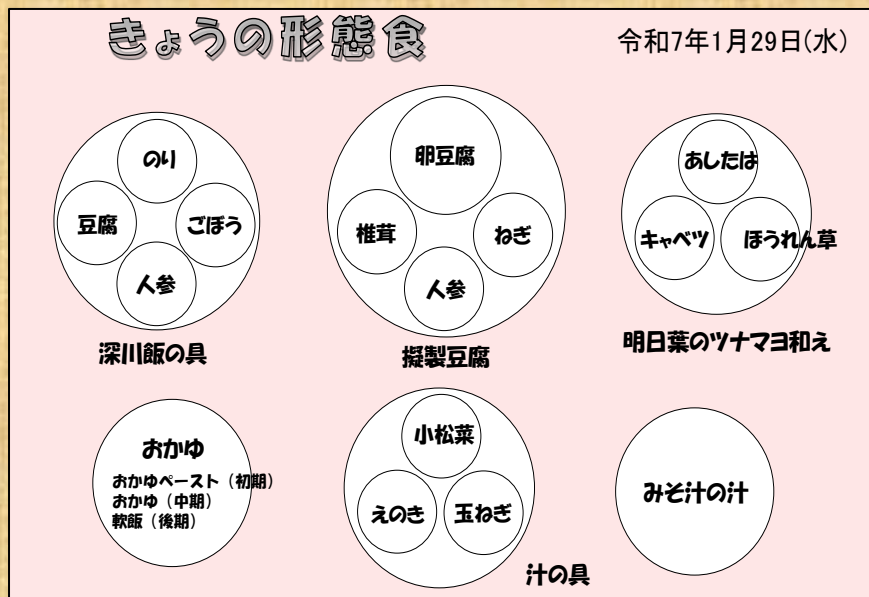 きょうの形態食
令和7年1月29日(水)
のり
豆腐
ごぼう
人参
深川飯の具
卵豆腐
椎茸
ねぎ
人参
擬製豆腐
あしたは
キャベツ
ほうれん草
明日葉のツナマヨ和え
おかゆ
おかゆペースト（初期）
おかゆ（中期）
軟飯（後期）
小松菜
えのき
玉ねぎ
汁の具
みそ汁の汁